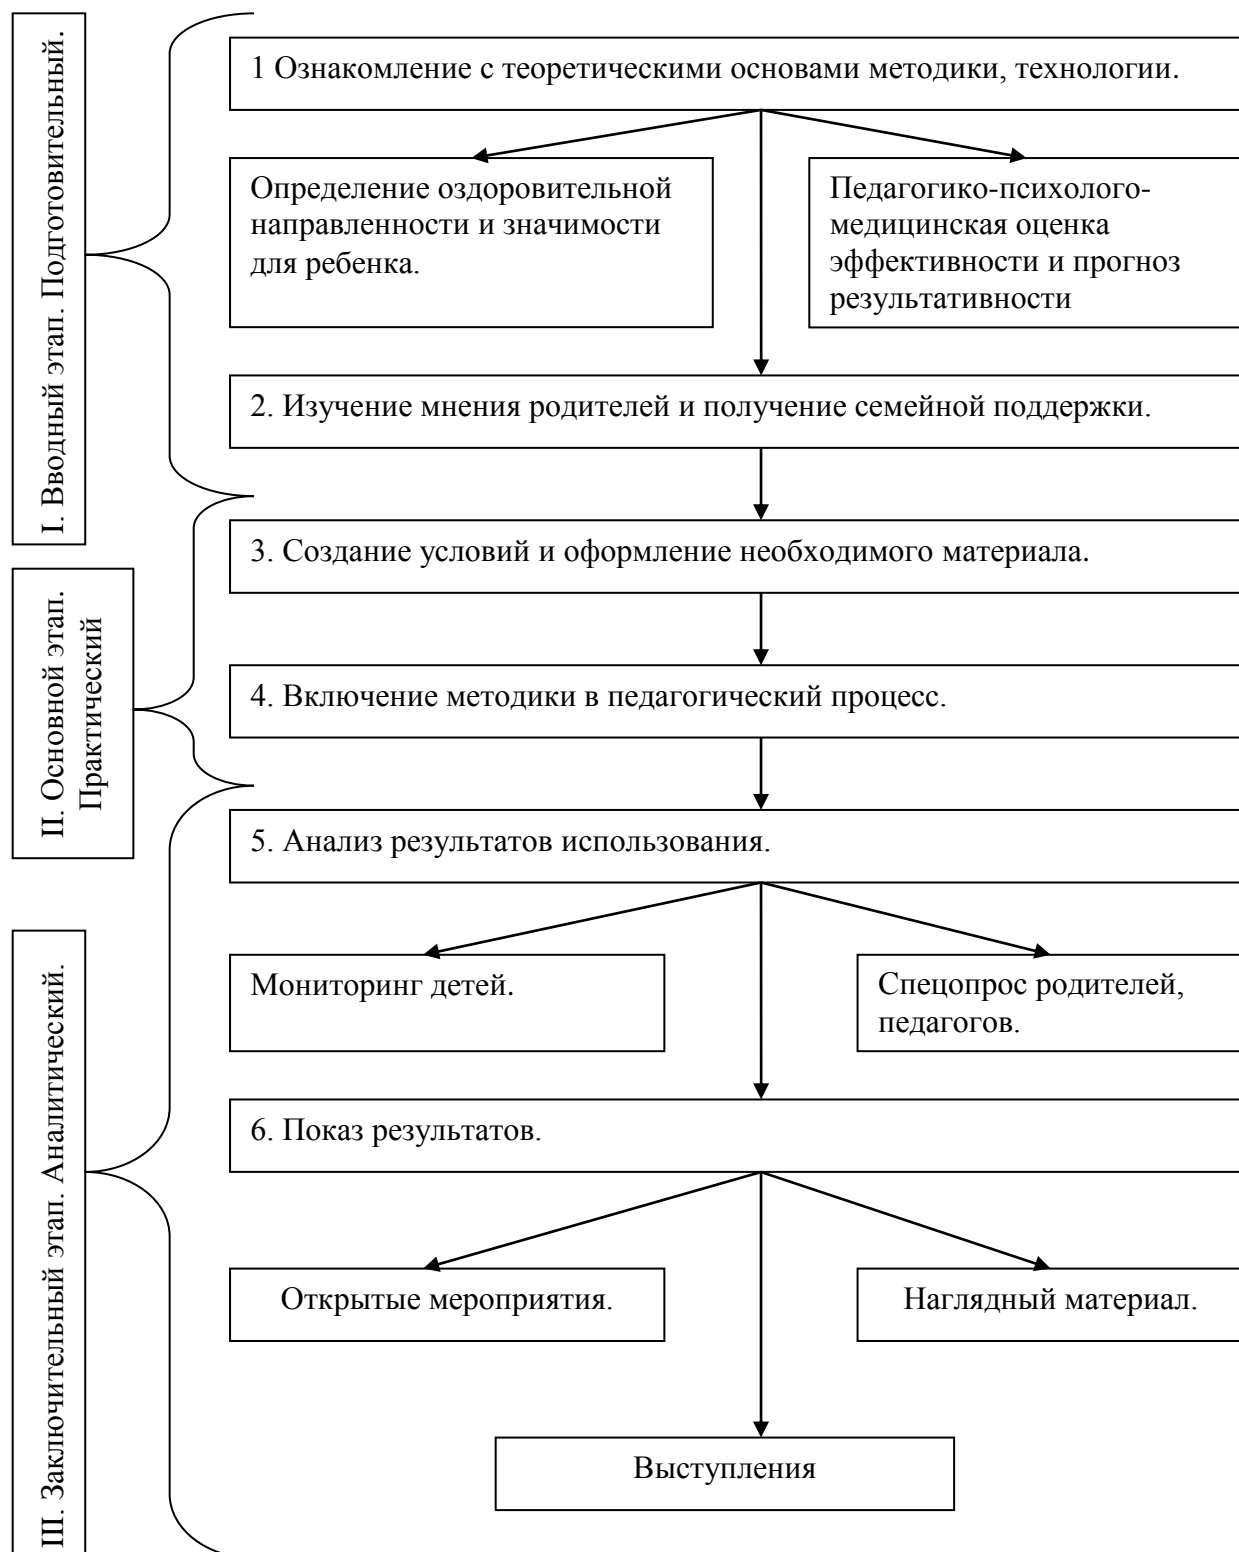 I. Вводный этап. Подготовительный.
1 Ознакомление с теоретическими основами методики, технологии.
Определение оздоровительной
направленности и значимости
для ребенка.
Педагогико-психолого-
медицинская оценка
эффективности и прогноз
результативности
2. Изучение мнения родителей и получение семейной поддержки.
II. Основной этап.
Практический
3. Создание условий и оформление необходимого материала.
4. Включение методики в педагогический процесс.
III. Заключительный этап. Аналитический.
5. Анализ результатов использования.
Мониторинг детей.
Спецопрос родителей,
педагогов.
6. Показ результатов.
Открытые мероприятия.
Наглядный материал.
Выступления